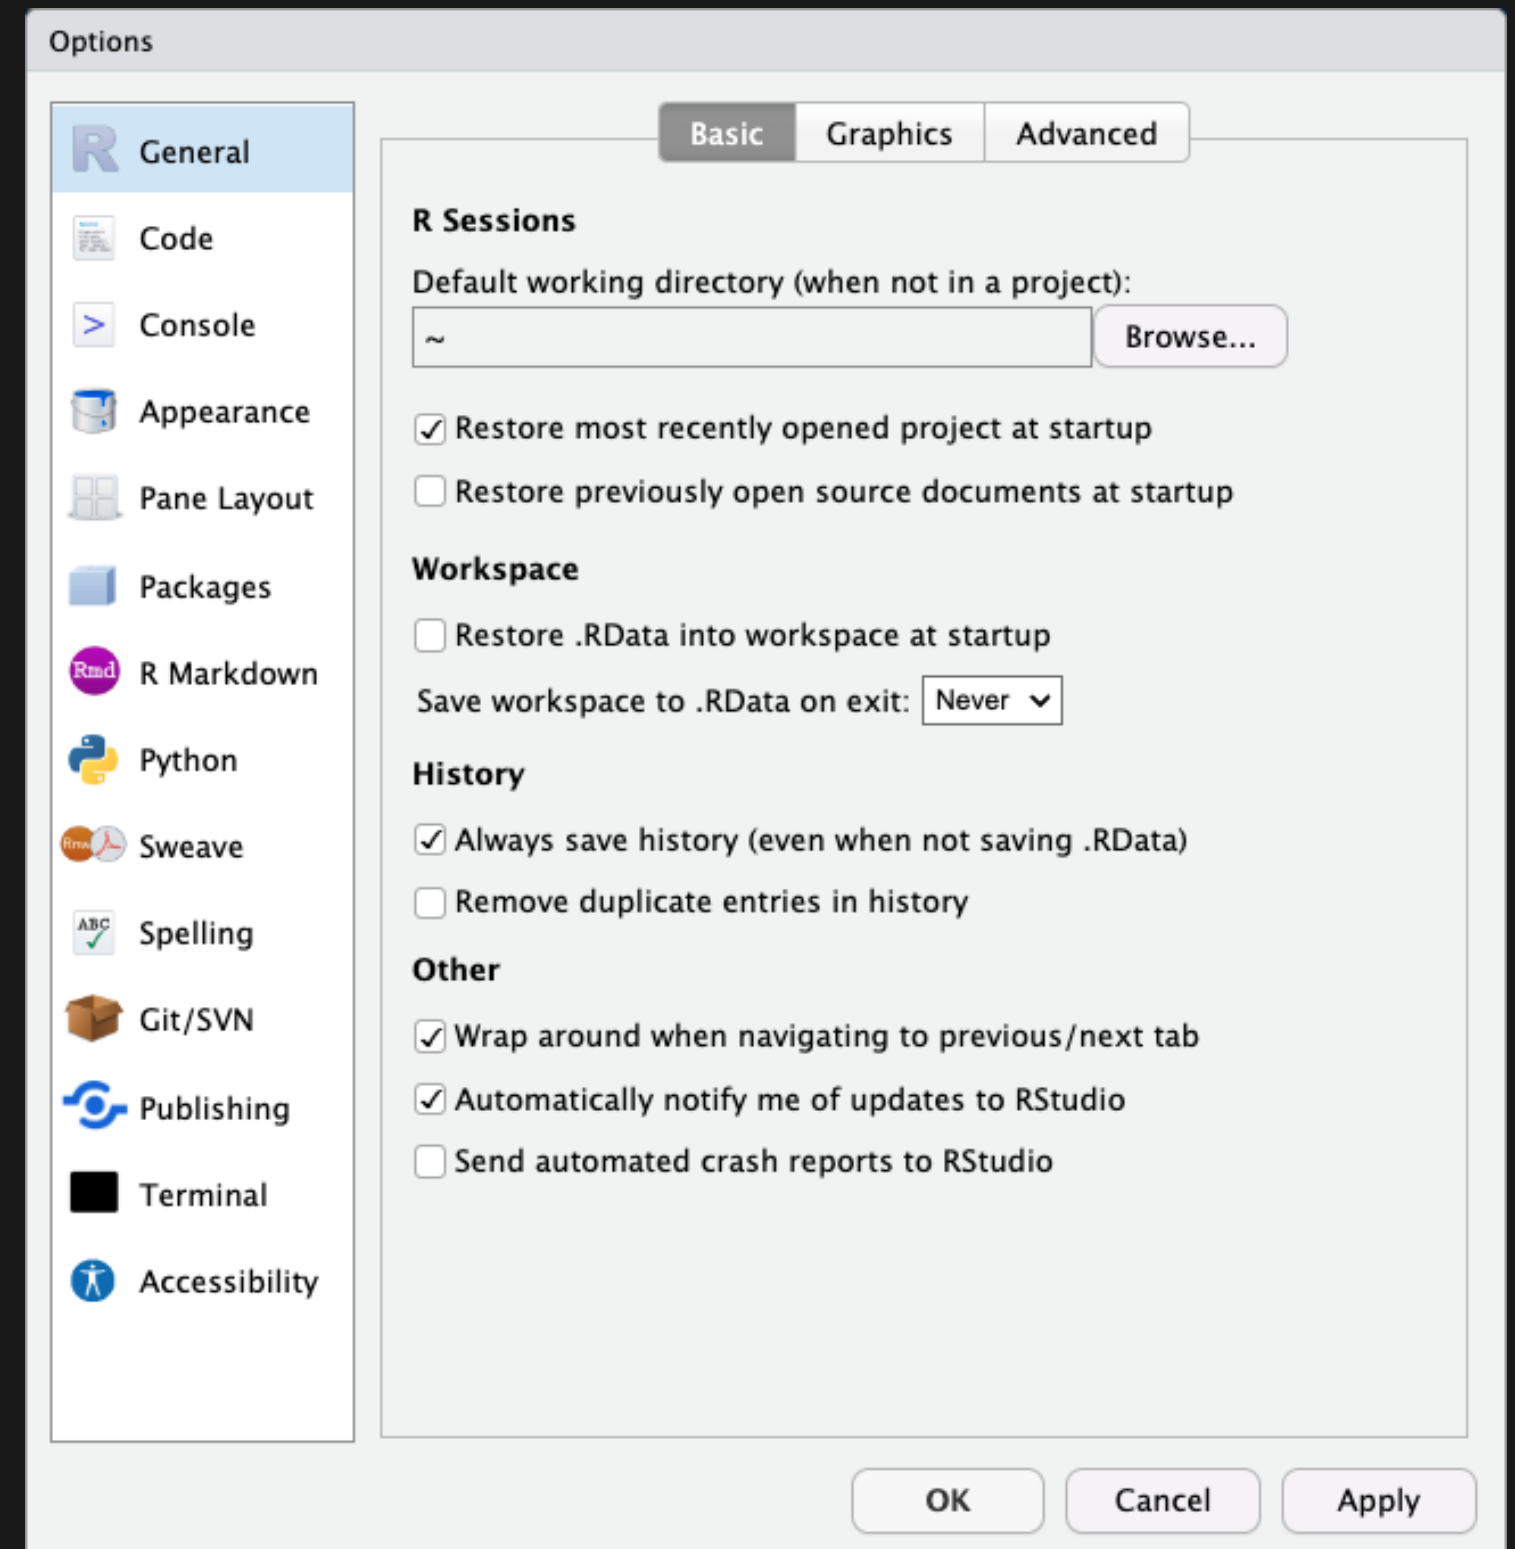 Options
General
Code
Console
Appearance
Pane Layout
Packages
Rmd
R Markdown
Python
Rnw
Sweave
ABC
Spelling
Git/SVN
Publishing
Terminal
Accessibility
Basic Graphics Advanced
R Sessions
Default working directory (when not in a project):
~ Browse...
Restore most recently opened project at startup
Restore previously open source documents at startup
Workspace
Restore .RData into workspace at startup
Save workspace to .RData on exit: Never
History
Always save history (even when not saving .RData)
Remove duplicate entries in history
Other
Wrap around when navigating to previous/next tab
Automatically notify me of updates to RStudio
Send automated crash reports to RStudio
OK Cancel Apply